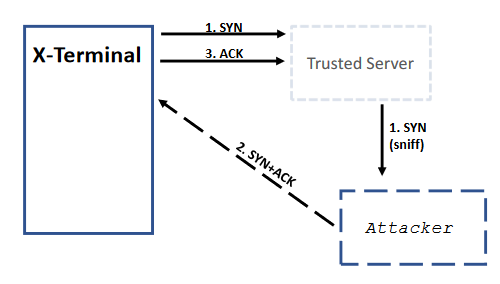 1. SYN
X-Terminal
3. ACK
Trusted Server
1. SYN
(sniff)
2. SYN+ACK
Attacker